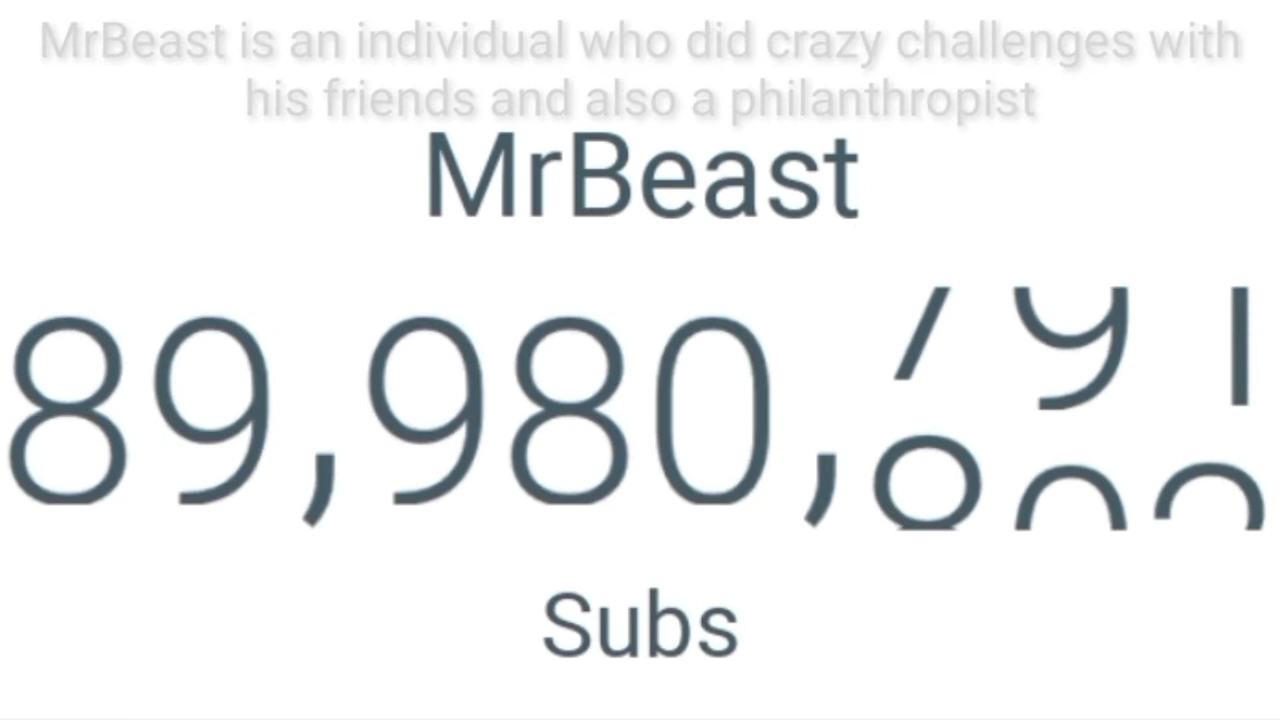 MrBeast is an individual who did crazy challenges with
his friends and also a philanthropist
MrBeast
89,980,
Subs